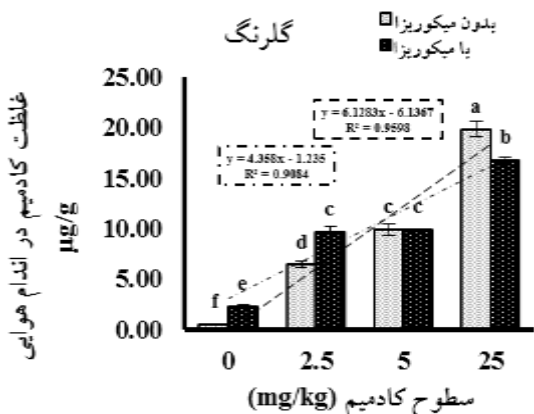 گلرنگ
بدون میکوریزا
با میکوریزا
غلظت کادمیم در اندام هوایی
µg/g
25.00
20.00
15.00
10.00
5.00
0.00
y = 6.1283x - 6.1367
R² = 0.9598
y = 4.358x - 1.235
R² = 0.9084
f e d c c c a b
0 2.5 5 25
سطوح کادمیم (mg/kg)